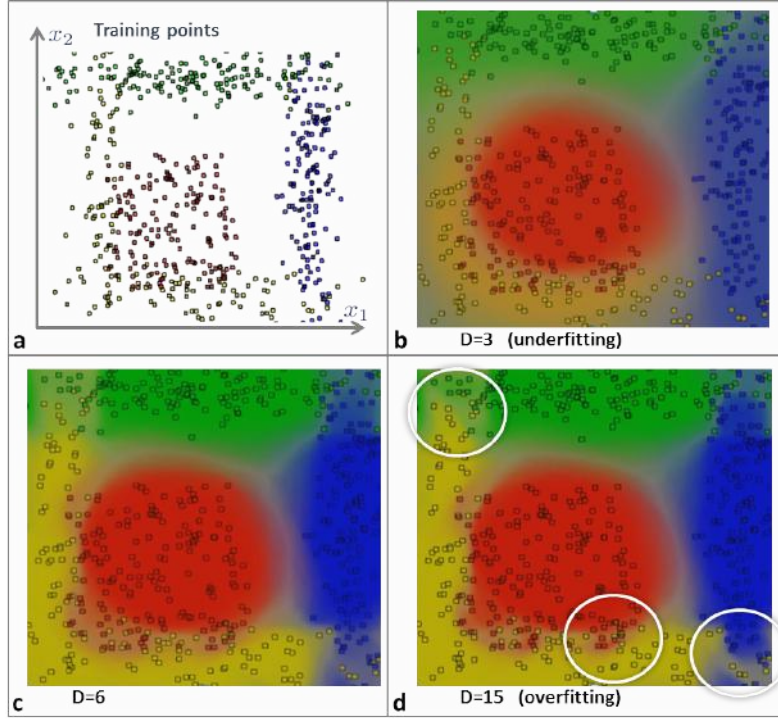 x₂ Training points
x₁
a
b
D=3 (underfitting)
c
D=6
d
D=15 (overfitting)